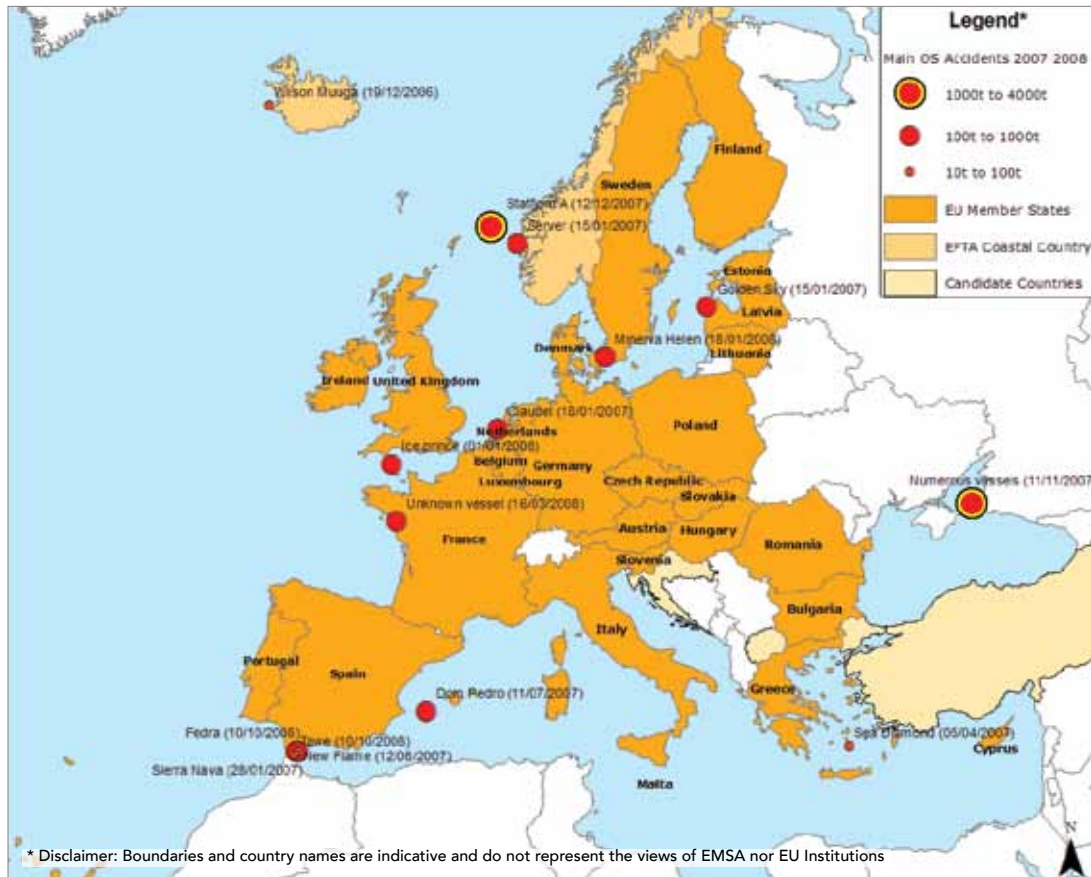 Legend*
Main OS Accidents 2007 2008
1000t to 4000t
100t to 1000t
10t to 100t
EU Member States
EFTA Coastal Country
Candidate Countries
Wilson Muuga (19/12/2006)
Finland
Sweden
Statfjord A (12/12/2007)
Server (15/01/2007)
Estonia
Golden Sky (15/01/2007)
Latvia
Minerva Helen (18/01/2008)
Denmark
Lithuania
Ireland
United Kingdom
Claudel (18/01/2007)
Netherlands
Poland
Ice prince (01/01/2008)
Belgium
Germany
Luxembourg
Czech Republic
Numerous vessels (11/11/2007
Slovakia
Unknown vessel (16/03/2008)
France
Austria
Hungary
Romania
Slovenia
Bulgaria
Italy
Portugal
Spain
Greece
Dom Pedro (11/07/2007)
Fedra (10/10/2008)
(10/10/2008)
New Flame (12/08/2007)
Sea Diamond (05/04/2007)
Cyprus
Sierra Nava (28/01/2007)
Malta
N
* Disclaimer: Boundaries and country names are indicative and do not represent the views of EMSA nor EU Institutions